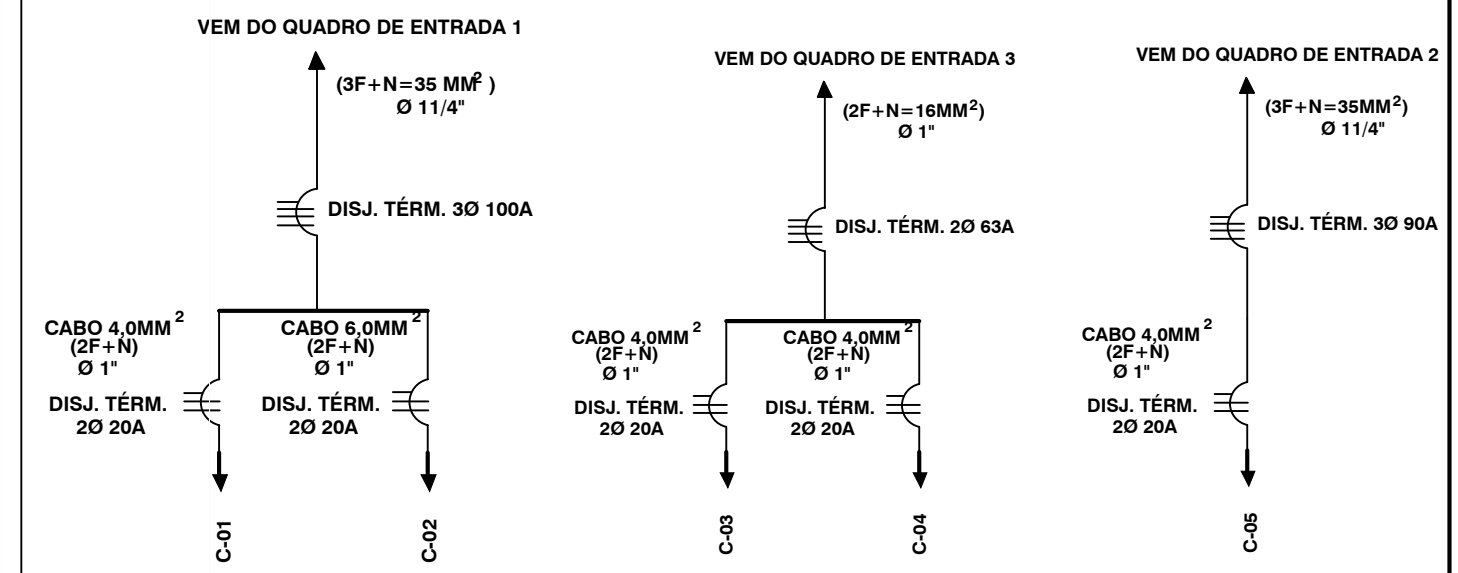 VEM DO QUADRO DE ENTRADA 1
(3F+N=35 MM² )
Ø 11/4"
DISJ. TÉRM. 3Ø 100A
CABO 4,0MM²
(2F+N)
Ø 1"
DISJ. TÉRM.
2Ø 20A
C-01
CABO 6,0MM²
(2F+N)
Ø 1"
DISJ. TÉRM.
2Ø 20A
C-02
VEM DO QUADRO DE ENTRADA 3
(2F+N=16MM²)
Ø 1"
DISJ. TÉRM. 2Ø 63A
CABO 4,0MM²
(2F+N)
Ø 1"
DISJ. TÉRM.
2Ø 20A
C-03
CABO 4,0MM²
(2F+N)
Ø 1"
DISJ. TÉRM.
2Ø 20A
C-04
VEM DO QUADRO DE ENTRADA 2
(3F+N=35MM²)
Ø 11/4"
DISJ. TÉRM. 3Ø 90A
CABO 4,0MM²
(2F+N)
Ø 1"
DISJ. TÉRM.
2Ø 20A
C-05